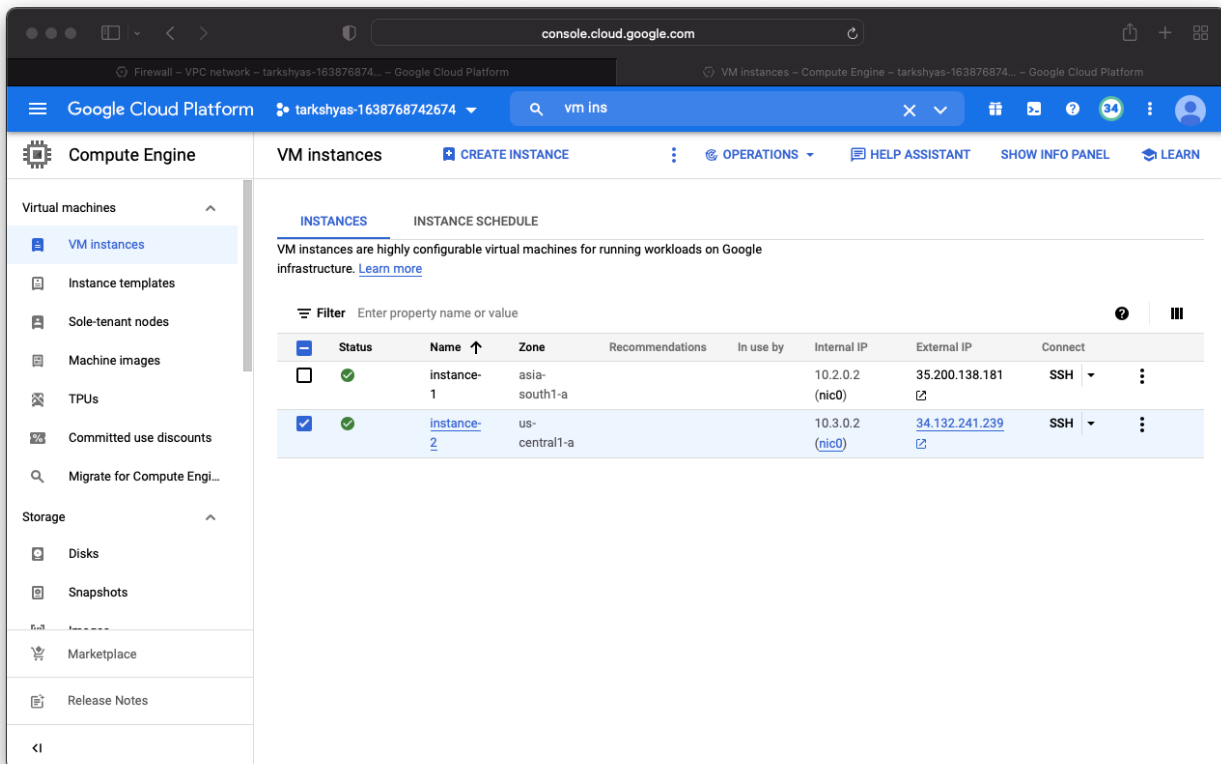 console.cloud.google.com
Firewall – VPC network – tarkshyas-163876874... – Google Cloud Platform
VM instances – Compute Engine – tarkshyas-163876874... – Google Cloud Platform
Google Cloud Platform
tarkshyas-1638768742674
vm ins
34
Compute Engine
VM instances
CREATE INSTANCE
OPERATIONS
HELP ASSISTANT
SHOW INFO PANEL
LEARN
Virtual machines
VM instances
Instance templates
Sole-tenant nodes
Machine images
TPUs
Committed use discounts
Migrate for Compute Engi...
Storage
Disks
Snapshots
Marketplace
Release Notes
INSTANCES
INSTANCE SCHEDULE
VM instances are highly configurable virtual machines for running workloads on Google
infrastructure. Learn more
Filter Enter property name or value
Status Name Zone Recommendations In use by Internal IP External IP Connect
instance- asia- 10.2.0.2 35.200.138.181 SSH
1 south1-a (nic0)
instance- us- 10.3.0.2 34.132.241.239 SSH
2 central1-a (nic0)